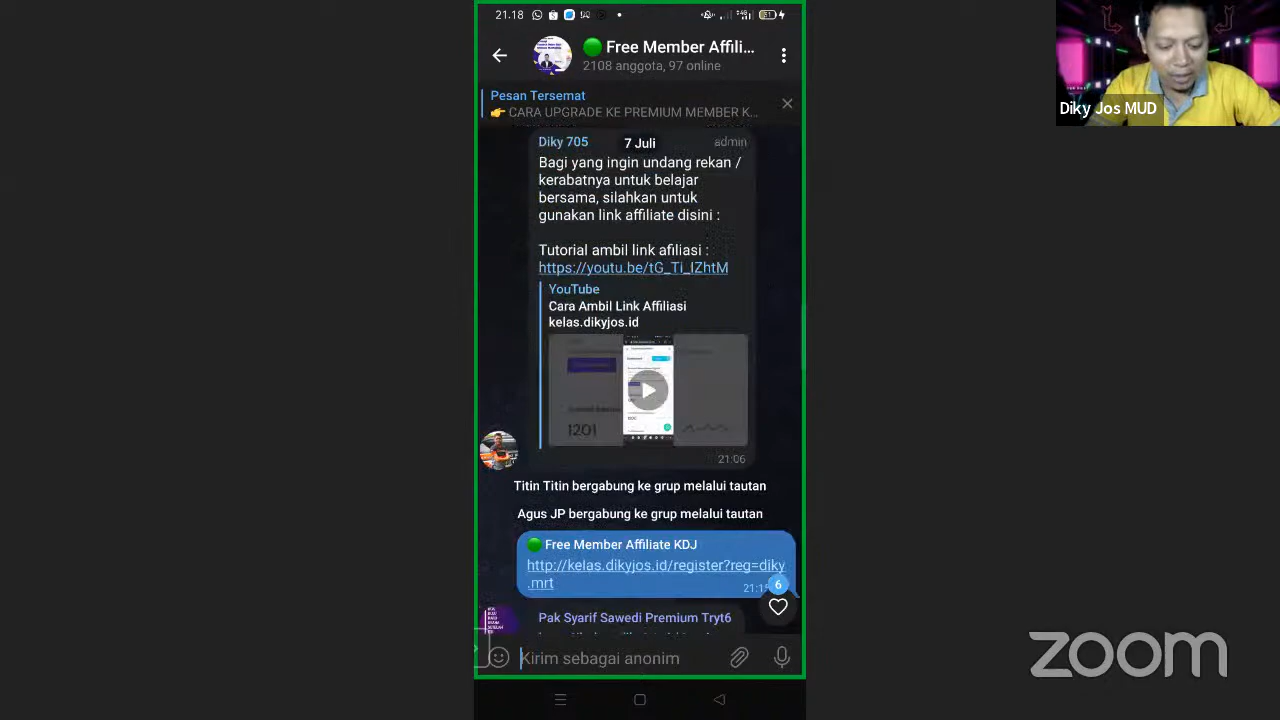 21.18
Free Member Affili...
2108 anggota, 97 online
Pesan Tersemat
👉 CARA UPGRADE KE PREMIUM MEMBER K...
Diky 705
7 Juli
admin
Bagi yang ingin undang rekan /
kerabatnya untuk belajar
bersama, silahkan untuk
gunakan link affiliate disini :
Tutorial ambil link afiliasi :
https://youtu.be/tG_Ti_IZhtM
YouTube
Cara Ambil Link Affiliasi
kelas.dikyjos.id
21:06
Titin Titin bergabung ke grup melalui tautan
Agus JP bergabung ke grup melalui tautan
Free Member Affiliate KDJ
http://kelas.dikyjos.id/register?reg=diky
.mrt
21:15
6
Pak Syarif Sawedi Premium Tryt6
Kirim sebagai anonim
Diky Jos MUD
zoom